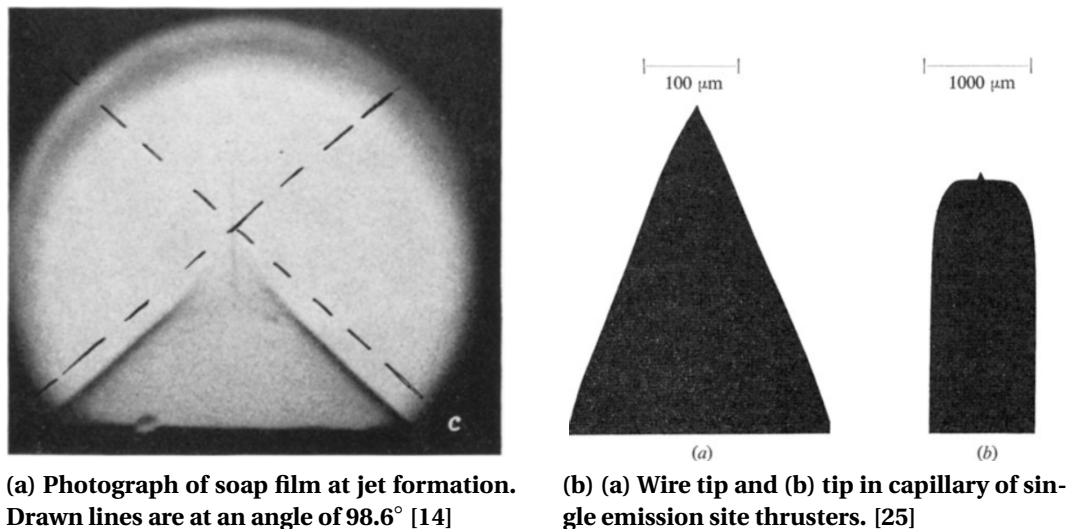 c
100 μm
1000 μm
(a)
(b)
(a) Photograph of soap film at jet formation.
Drawn lines are at an angle of 98.6° [14]
(b) (a) Wire tip and (b) tip in capillary of sin-
gle emission site thrusters. [25]